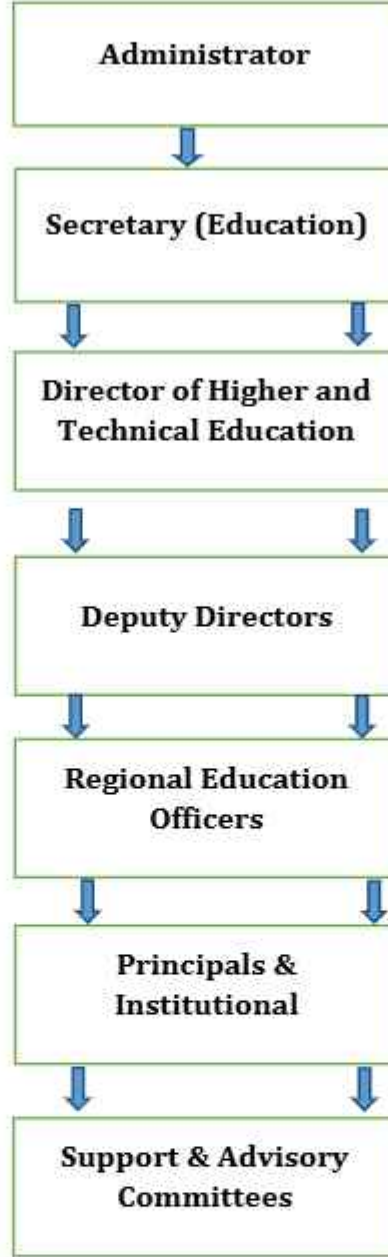 Administrator
Secretary (Education)
Director of Higher and
Technical Education
Deputy Directors
Regional Education
Officers
Principals &
Institutional
Support & Advisory
Committees